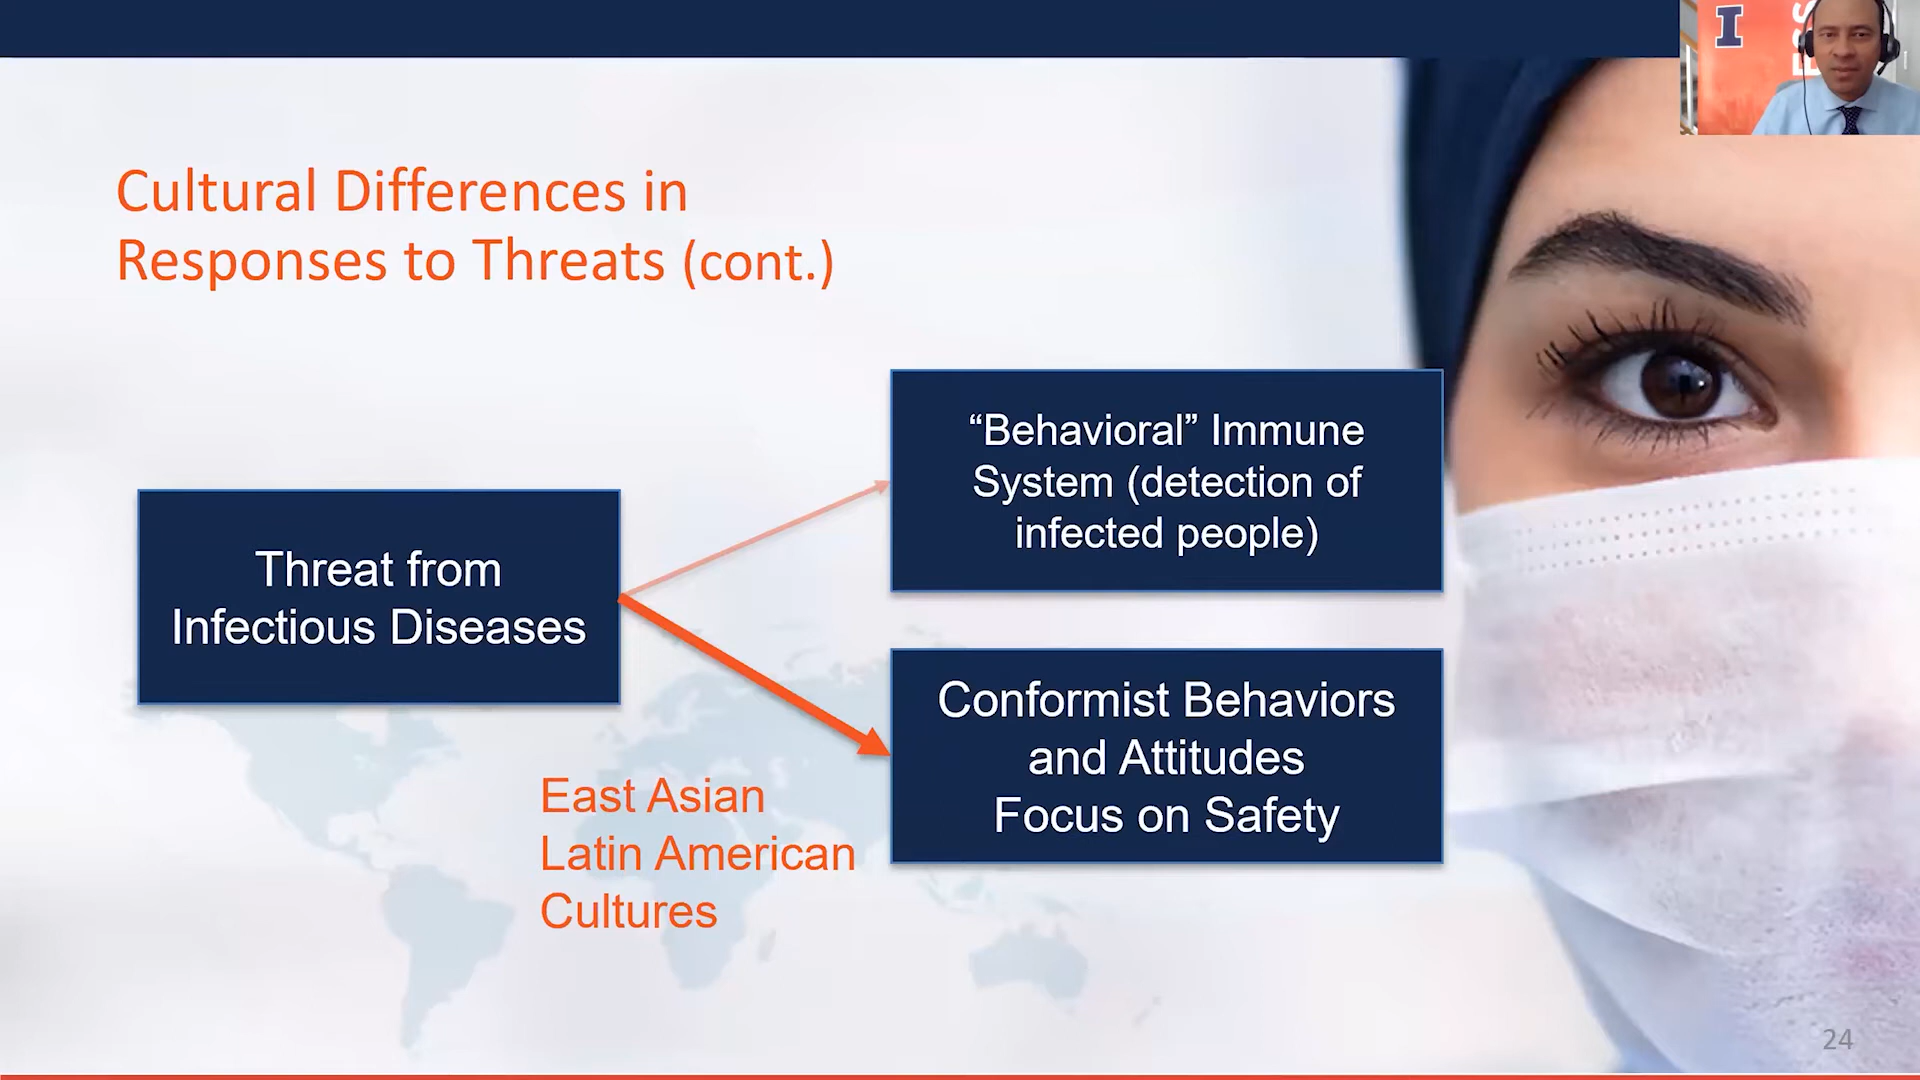 I
Cultural Differences in
Responses to Threats (cont.)
Threat from
Infectious Diseases
“Behavioral” Immune
System (detection of
infected people)
Conformist Behaviors
and Attitudes
Focus on Safety
East Asian
Latin American
Cultures
24